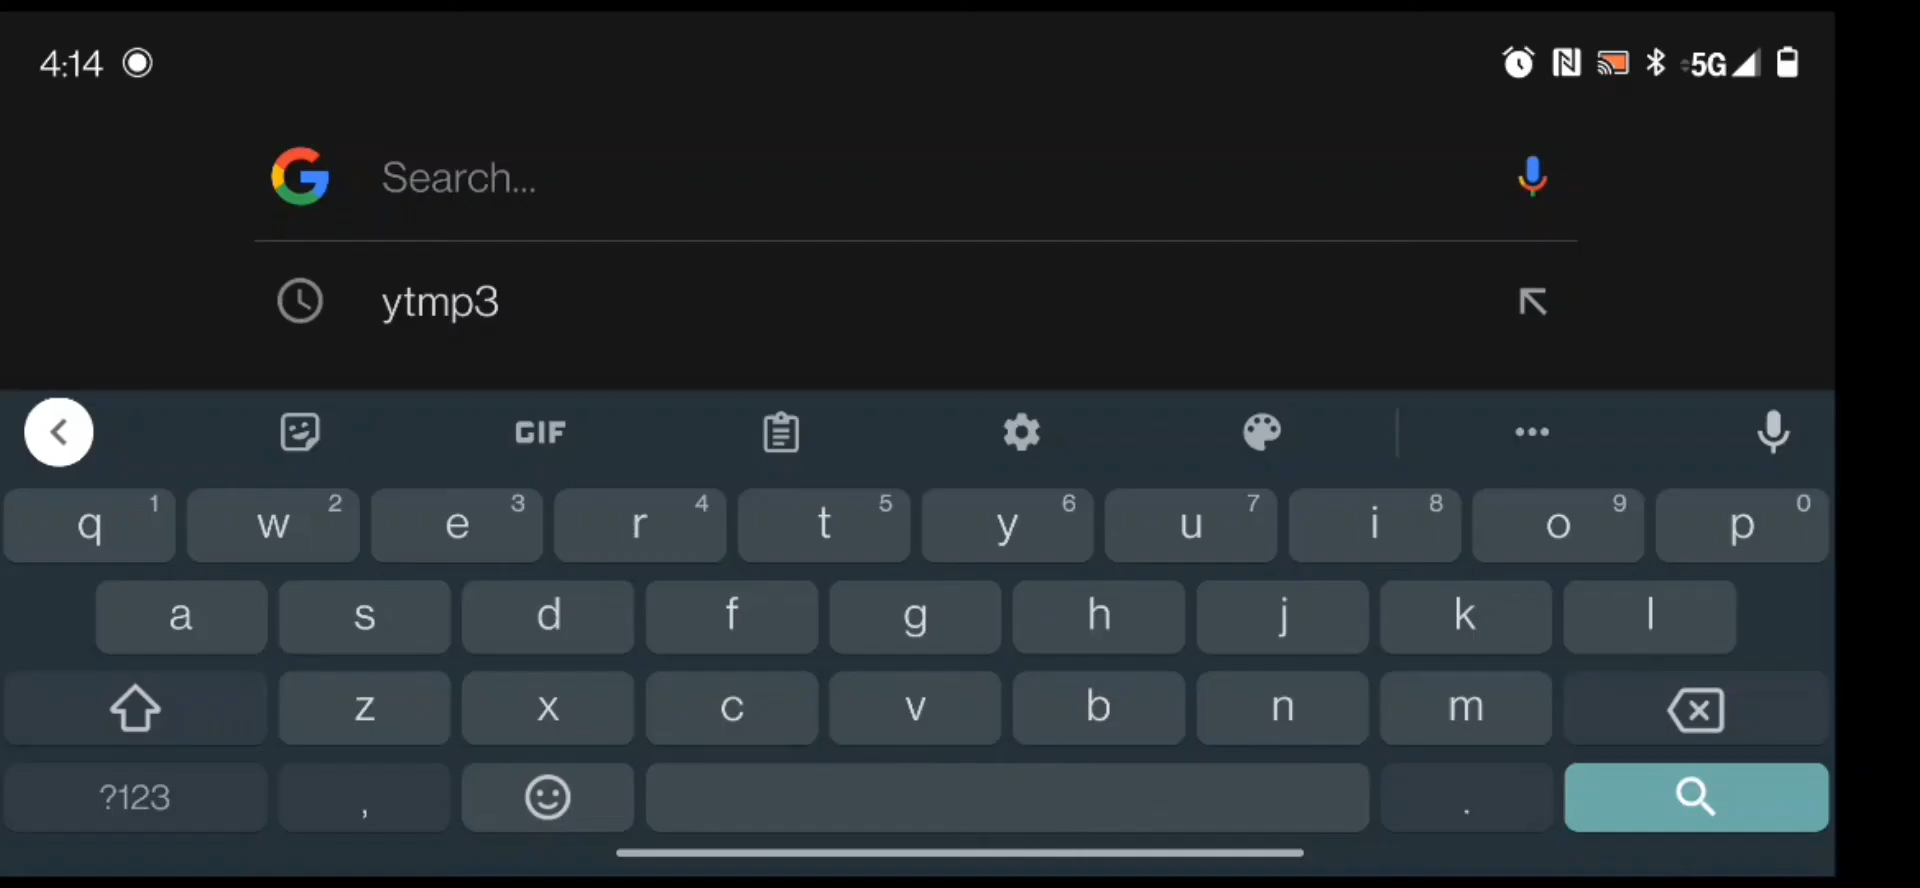 4:14 5G
Search...
ytmp3
GIF
q 1 w 2 e 3 r 4 t 5 y 6 u 7 i 8 o 9 p 0
a s d f g h j k l
z x c v b n m
?123 , .